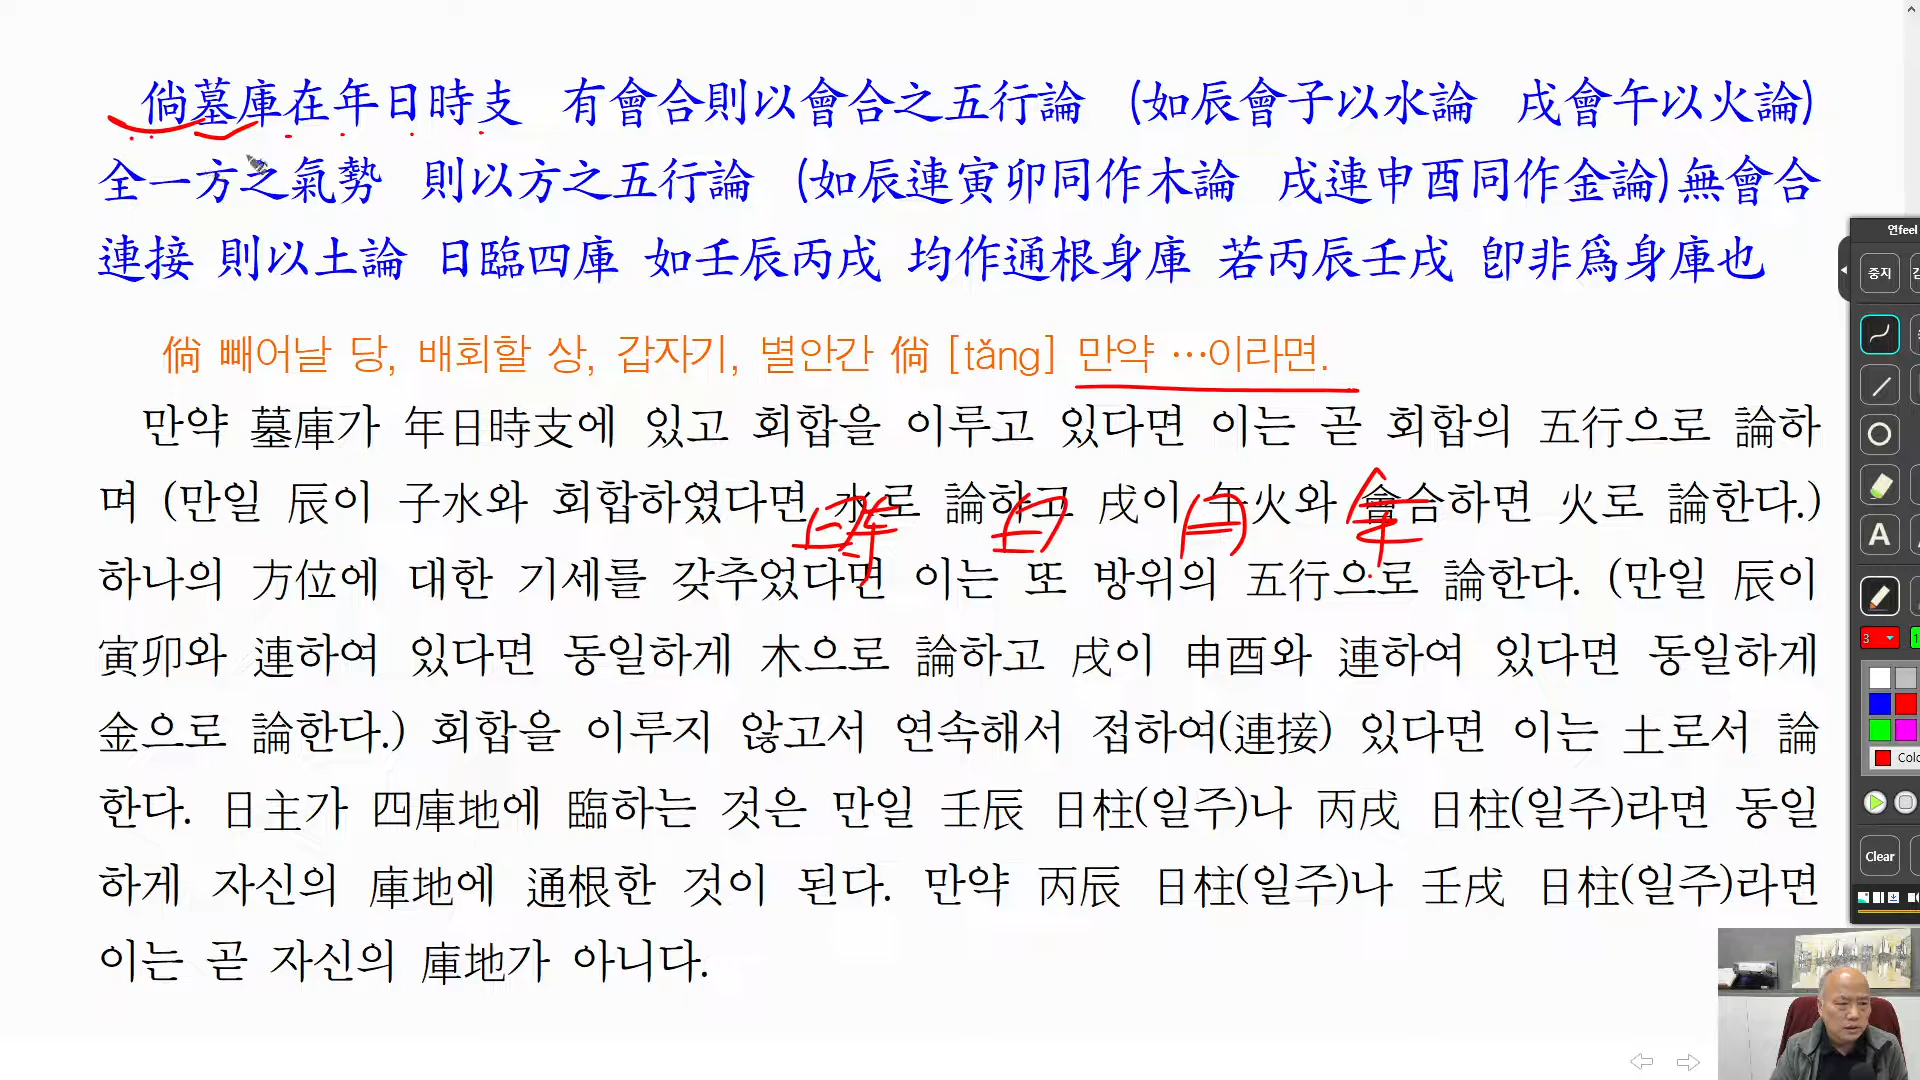 倘墓庫在年日時支 有會合則以會合之五行論 (如辰會子以水論 戌會午以火論)
全一方之氣勢 則以方之五行論 (如辰連寅卯同作木論 戌連申酉同作金論)無會合
連接 則以土論 日臨四庫 如壬辰丙戌 均作通根身庫 若丙辰壬戌 卽非爲身庫也
倘 빼어날 당, 배회할 상, 갑자기, 별안간 倘 [tǎng] 만약 …이라면.
만약 墓庫가 年日時支에 있고 회합을 이루고 있다면 이는 곧 회합의 五行으로 論하
며 (만일 辰이 子水와 회합하였다면 水로 論하고 戌이 午火와 會合하면 火로 論한다.)
時 日 月 年
하나의 方位에 대한 기세를 갖추었다면 이는 또 방위의 五行으로 論한다. (만일 辰이
寅卯와 連하여 있다면 동일하게 木으로 論하고 戌이 申酉와 連하여 있다면 동일하게
金으로 論한다.) 회합을 이루지 않고서 연속해서 접하여(連接) 있다면 이는 土로서 論
한다. 日主가 四庫地에 臨하는 것은 만일 壬辰 日柱(일주)나 丙戌 日柱(일주)라면 동일
하게 자신의 庫地에 通根한 것이 된다. 만약 丙辰 日柱(일주)나 壬戌 日柱(일주)라면
이는 곧 자신의 庫地가 아니다.
연feel
중지
A
3
1
Clear